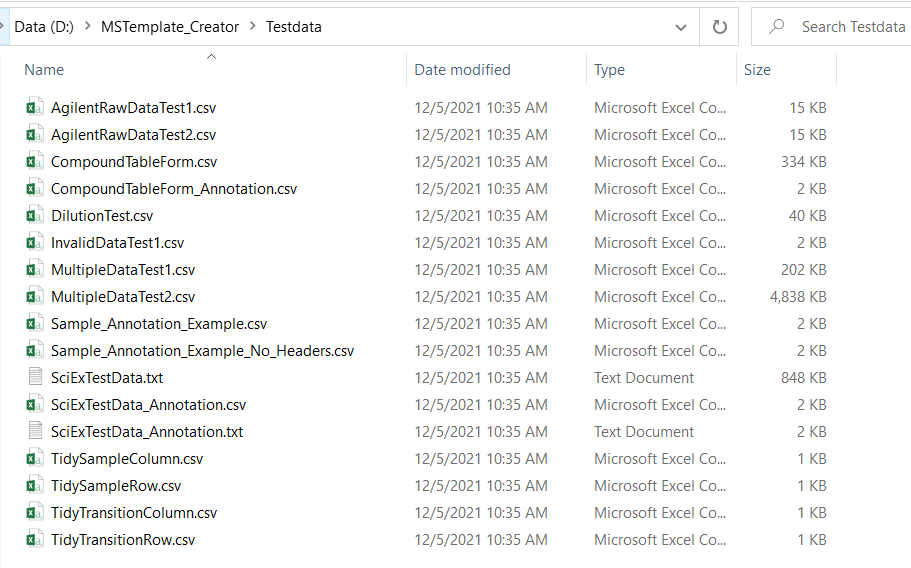 Data (D:) > MSTemplate_Creator > Testdata Search Testdata
Name Date modified Type Size
AgilentRawDataTest1.csv 12/5/2021 10:35 AM Microsoft Excel Co... 15 KB
AgilentRawDataTest2.csv 12/5/2021 10:35 AM Microsoft Excel Co... 15 KB
CompoundTableForm.csv 12/5/2021 10:35 AM Microsoft Excel Co... 334 KB
CompoundTableForm_Annotation.csv 12/5/2021 10:35 AM Microsoft Excel Co... 2 KB
DilutionTest.csv 12/5/2021 10:35 AM Microsoft Excel Co... 40 KB
InvalidDataTest1.csv 12/5/2021 10:35 AM Microsoft Excel Co... 2 KB
MultipleDataTest1.csv 12/5/2021 10:35 AM Microsoft Excel Co... 202 KB
MultipleDataTest2.csv 12/5/2021 10:35 AM Microsoft Excel Co... 4,838 KB
Sample_Annotation_Example.csv 12/5/2021 10:35 AM Microsoft Excel Co... 2 KB
Sample_Annotation_Example_No_Headers.csv 12/5/2021 10:35 AM Microsoft Excel Co... 2 KB
SciExTestData.txt 12/5/2021 10:35 AM Text Document 848 KB
SciExTestData_Annotation.csv 12/5/2021 10:35 AM Microsoft Excel Co... 2 KB
SciExTestData_Annotation.txt 12/5/2021 10:35 AM Text Document 2 KB
TidySampleColumn.csv 12/5/2021 10:35 AM Microsoft Excel Co... 1 KB
TidySampleRow.csv 12/5/2021 10:35 AM Microsoft Excel Co... 1 KB
TidyTransitionColumn.csv 12/5/2021 10:35 AM Microsoft Excel Co... 1 KB
TidyTransitionRow.csv 12/5/2021 10:35 AM Microsoft Excel Co... 1 KB